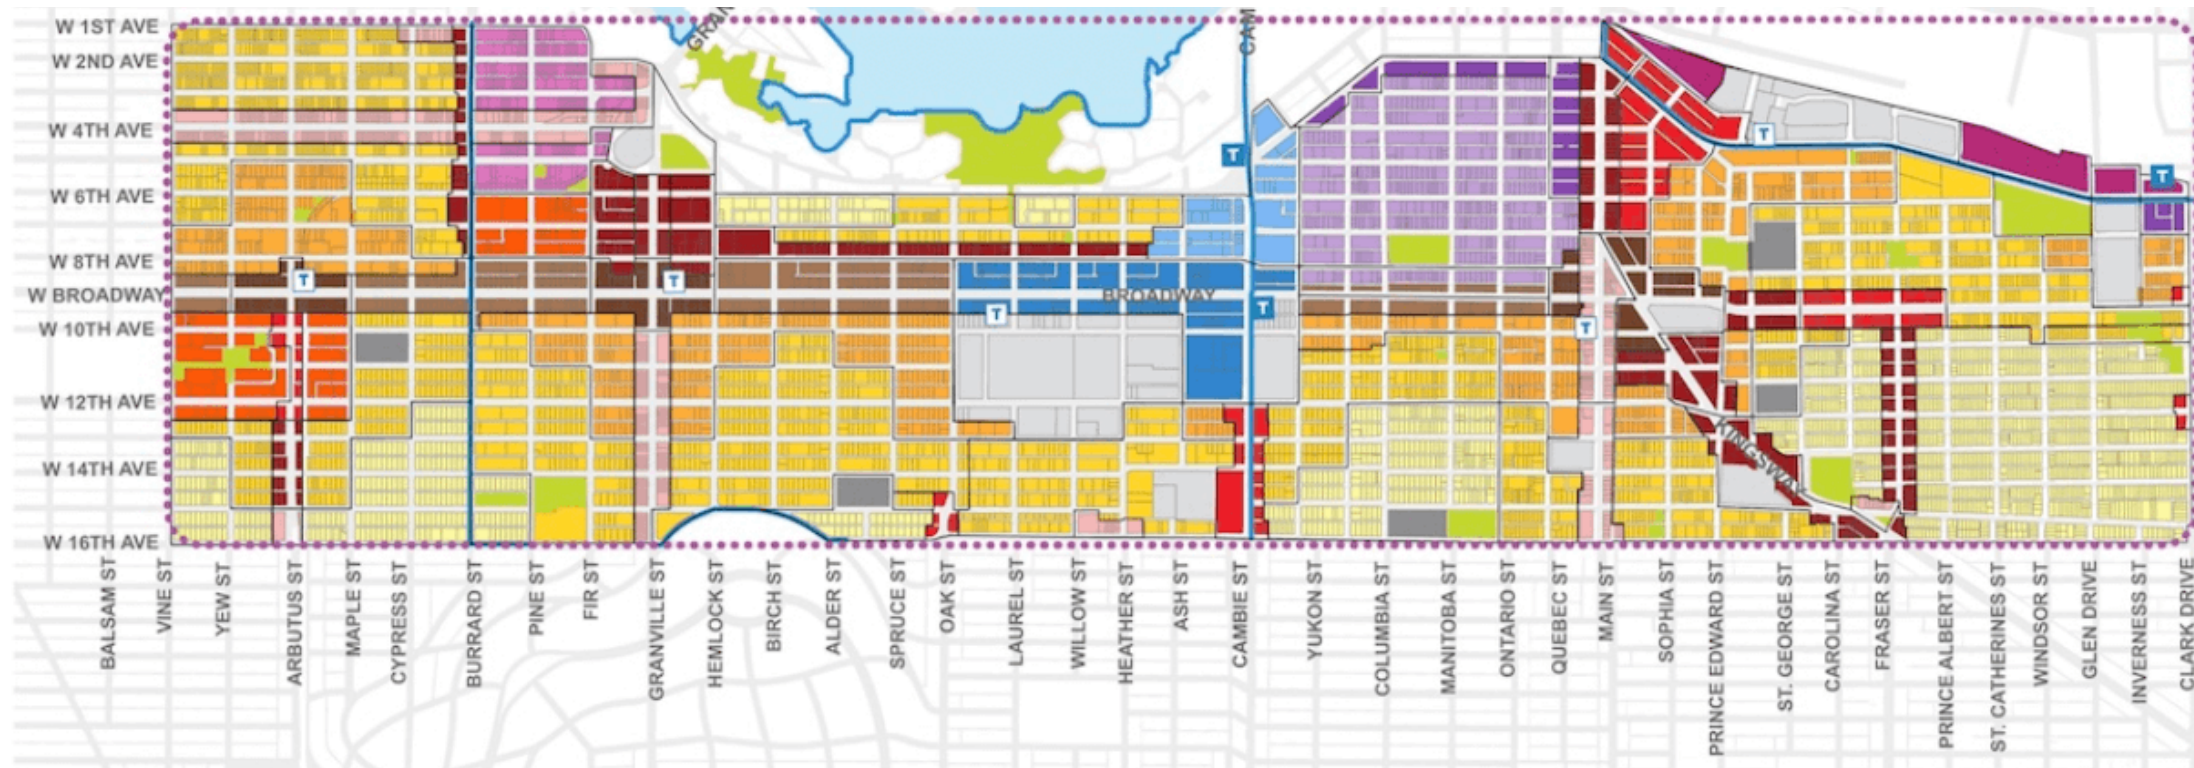 W 1ST AVE
W 2ND AVE
W 4TH AVE
W 6TH AVE
W 8TH AVE
W BROADWAY
W 10TH AVE
W 12TH AVE
W 14TH AVE
W 16TH AVE
GRAN
CAM
T
T
T
T
T
T
T
T
BROADWAY
KINGSWAY
BALSAM ST
VINE ST
YEW ST
ARBUTUS ST
MAPLE ST
CYPRESS ST
BURRARD ST
PINE ST
FIR ST
GRANVILLE ST
HEMLOCK ST
BIRCH ST
ALDER ST
SPRUCE ST
OAK ST
LAUREL ST
WILLOW ST
HEATHER ST
ASH ST
CAMBIE ST
YUKON ST
COLUMBIA ST
MANITOBA ST
ONTARIO ST
QUEBEC ST
MAIN ST
SOPHIA ST
PRINCE EDWARD ST
ST. GEORGE ST
CAROLINA ST
FRASER ST
PRINCE ALBERT ST
ST. CATHERINES ST
WINDSOR ST
GLEN DRIVE
INVERNESS ST
CLARK DRIVE